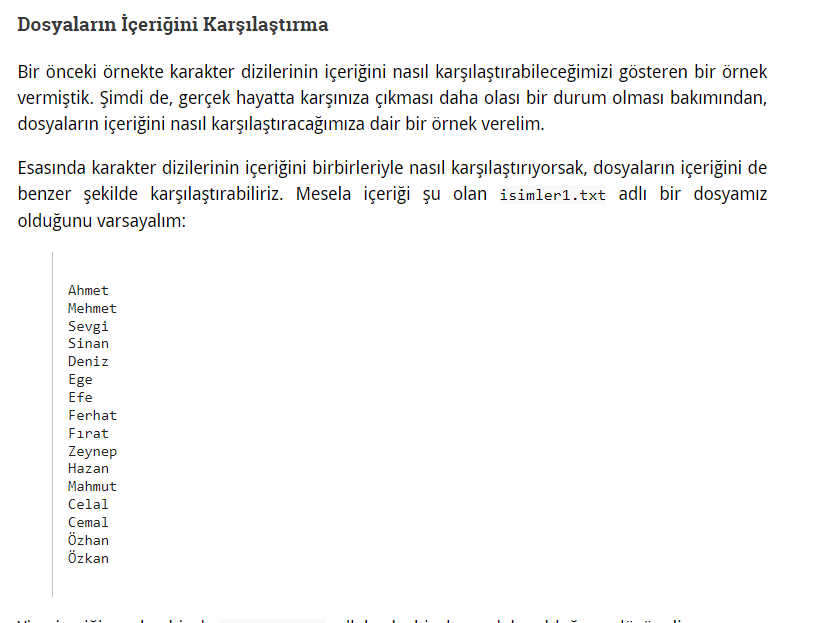 Dosyaların İçeriğini Karşılaştırma
Bir önceki örnekte karakter dizilerinin içeriğini nasıl karşılaştırabileceğimizi gösteren bir örnek
vermiştik. Şimdi de, gerçek hayatta karşınıza çıkması daha olası bir durum olması bakımından,
dosyaların içeriğini nasıl karşılaştıracağımıza dair bir örnek verelim.
Esasında karakter dizilerinin içeriğini birbirleriyle nasıl karşılaştırıyorsak, dosyaların içeriğini de
benzer şekilde karşılaştırabiliriz. Mesela içeriği şu olan isimler1.txt adlı bir dosyamız
olduğunu varsayalım:
Ahmet
Mehmet
Sevgi
Sinan
Deniz
Ege
Efe
Ferhat
Fırat
Zeynep
Hazan
Mahmut
Celal
Cemal
Özhan
Özkan